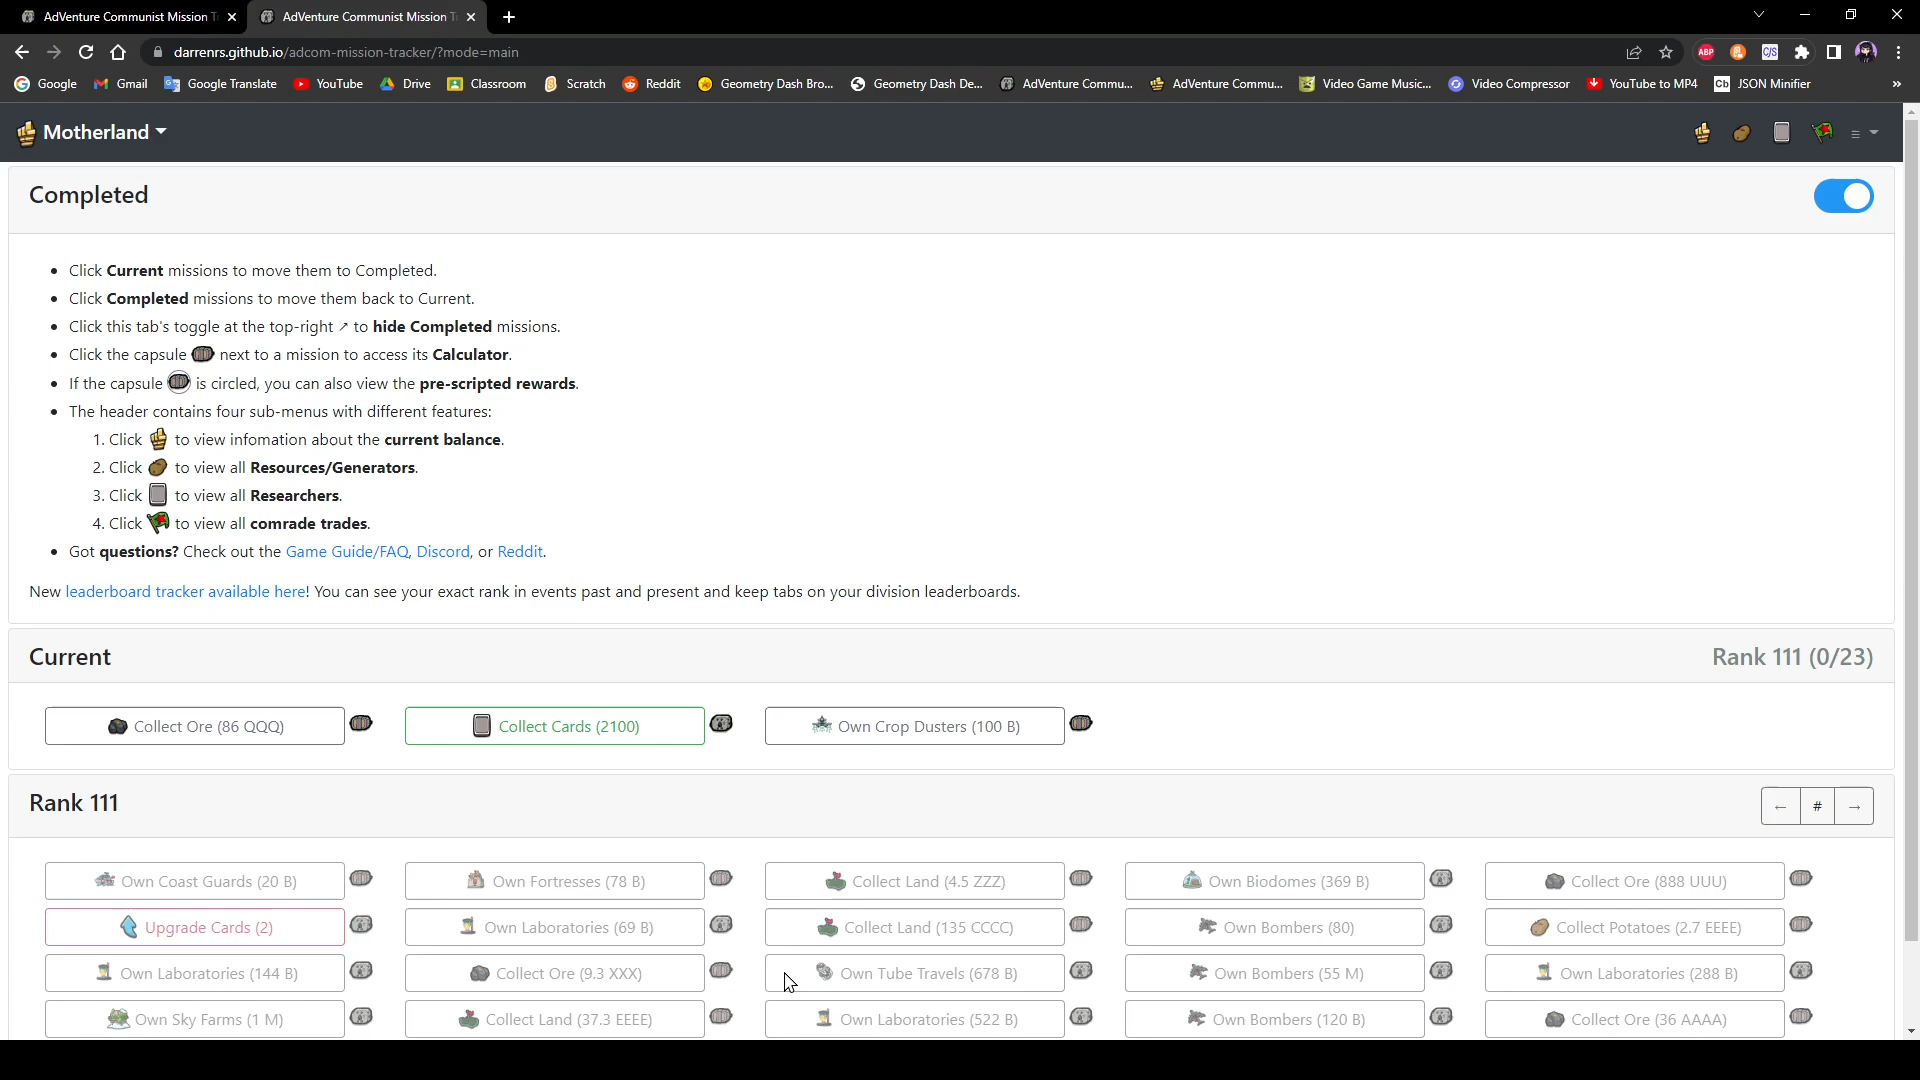 AdVenture Communist Mission T
AdVenture Communist Mission T
darrenrs.github.io/adcom-mission-tracker/?mode=main
ABP
C/S
Google
Gmail
Google Translate
YouTube
Drive
Classroom
Scratch
Reddit
Geometry Dash Bro...
Geometry Dash De...
AdVenture Commu...
AdVenture Commu...
Video Game Music...
Video Compressor
YouTube to MP4
Cb JSON Minifier
»
Motherland
Completed
• Click Current missions to move them to Completed.
• Click Completed missions to move them back to Current.
• Click this tab's toggle at the top-right ↗ to hide Completed missions.
• Click the capsule next to a mission to access its Calculator.
• If the capsule is circled, you can also view the pre-scripted rewards.
• The header contains four sub-menus with different features:
1. Click to view infomation about the current balance.
2. Click to view all Resources/Generators.
3. Click to view all Researchers.
4. Click to view all comrade trades.
• Got questions? Check out the Game Guide/FAQ, Discord, or Reddit.
New leaderboard tracker available here! You can see your exact rank in events past and present and keep tabs on your division leaderboards.
Current
Rank 111 (0/23)
Collect Ore (86 QQQ)
Collect Cards (2100)
Own Crop Dusters (100 B)
Rank 111
← # →
Own Coast Guards (20 B)
Own Fortresses (78 B)
Collect Land (4.5 ZZZ)
Own Biodomes (369 B)
Collect Ore (888 UUU)
Upgrade Cards (2)
Own Laboratories (69 B)
Collect Land (135 CCCC)
Own Bombers (80)
Collect Potatoes (2.7 EEEE)
Own Laboratories (144 B)
Collect Ore (9.3 XXX)
Own Tube Travels (678 B)
Own Bombers (55 M)
Own Laboratories (288 B)
Own Sky Farms (1 M)
Collect Land (37.3 EEEE)
Own Laboratories (522 B)
Own Bombers (120 B)
Collect Ore (36 AAAA)